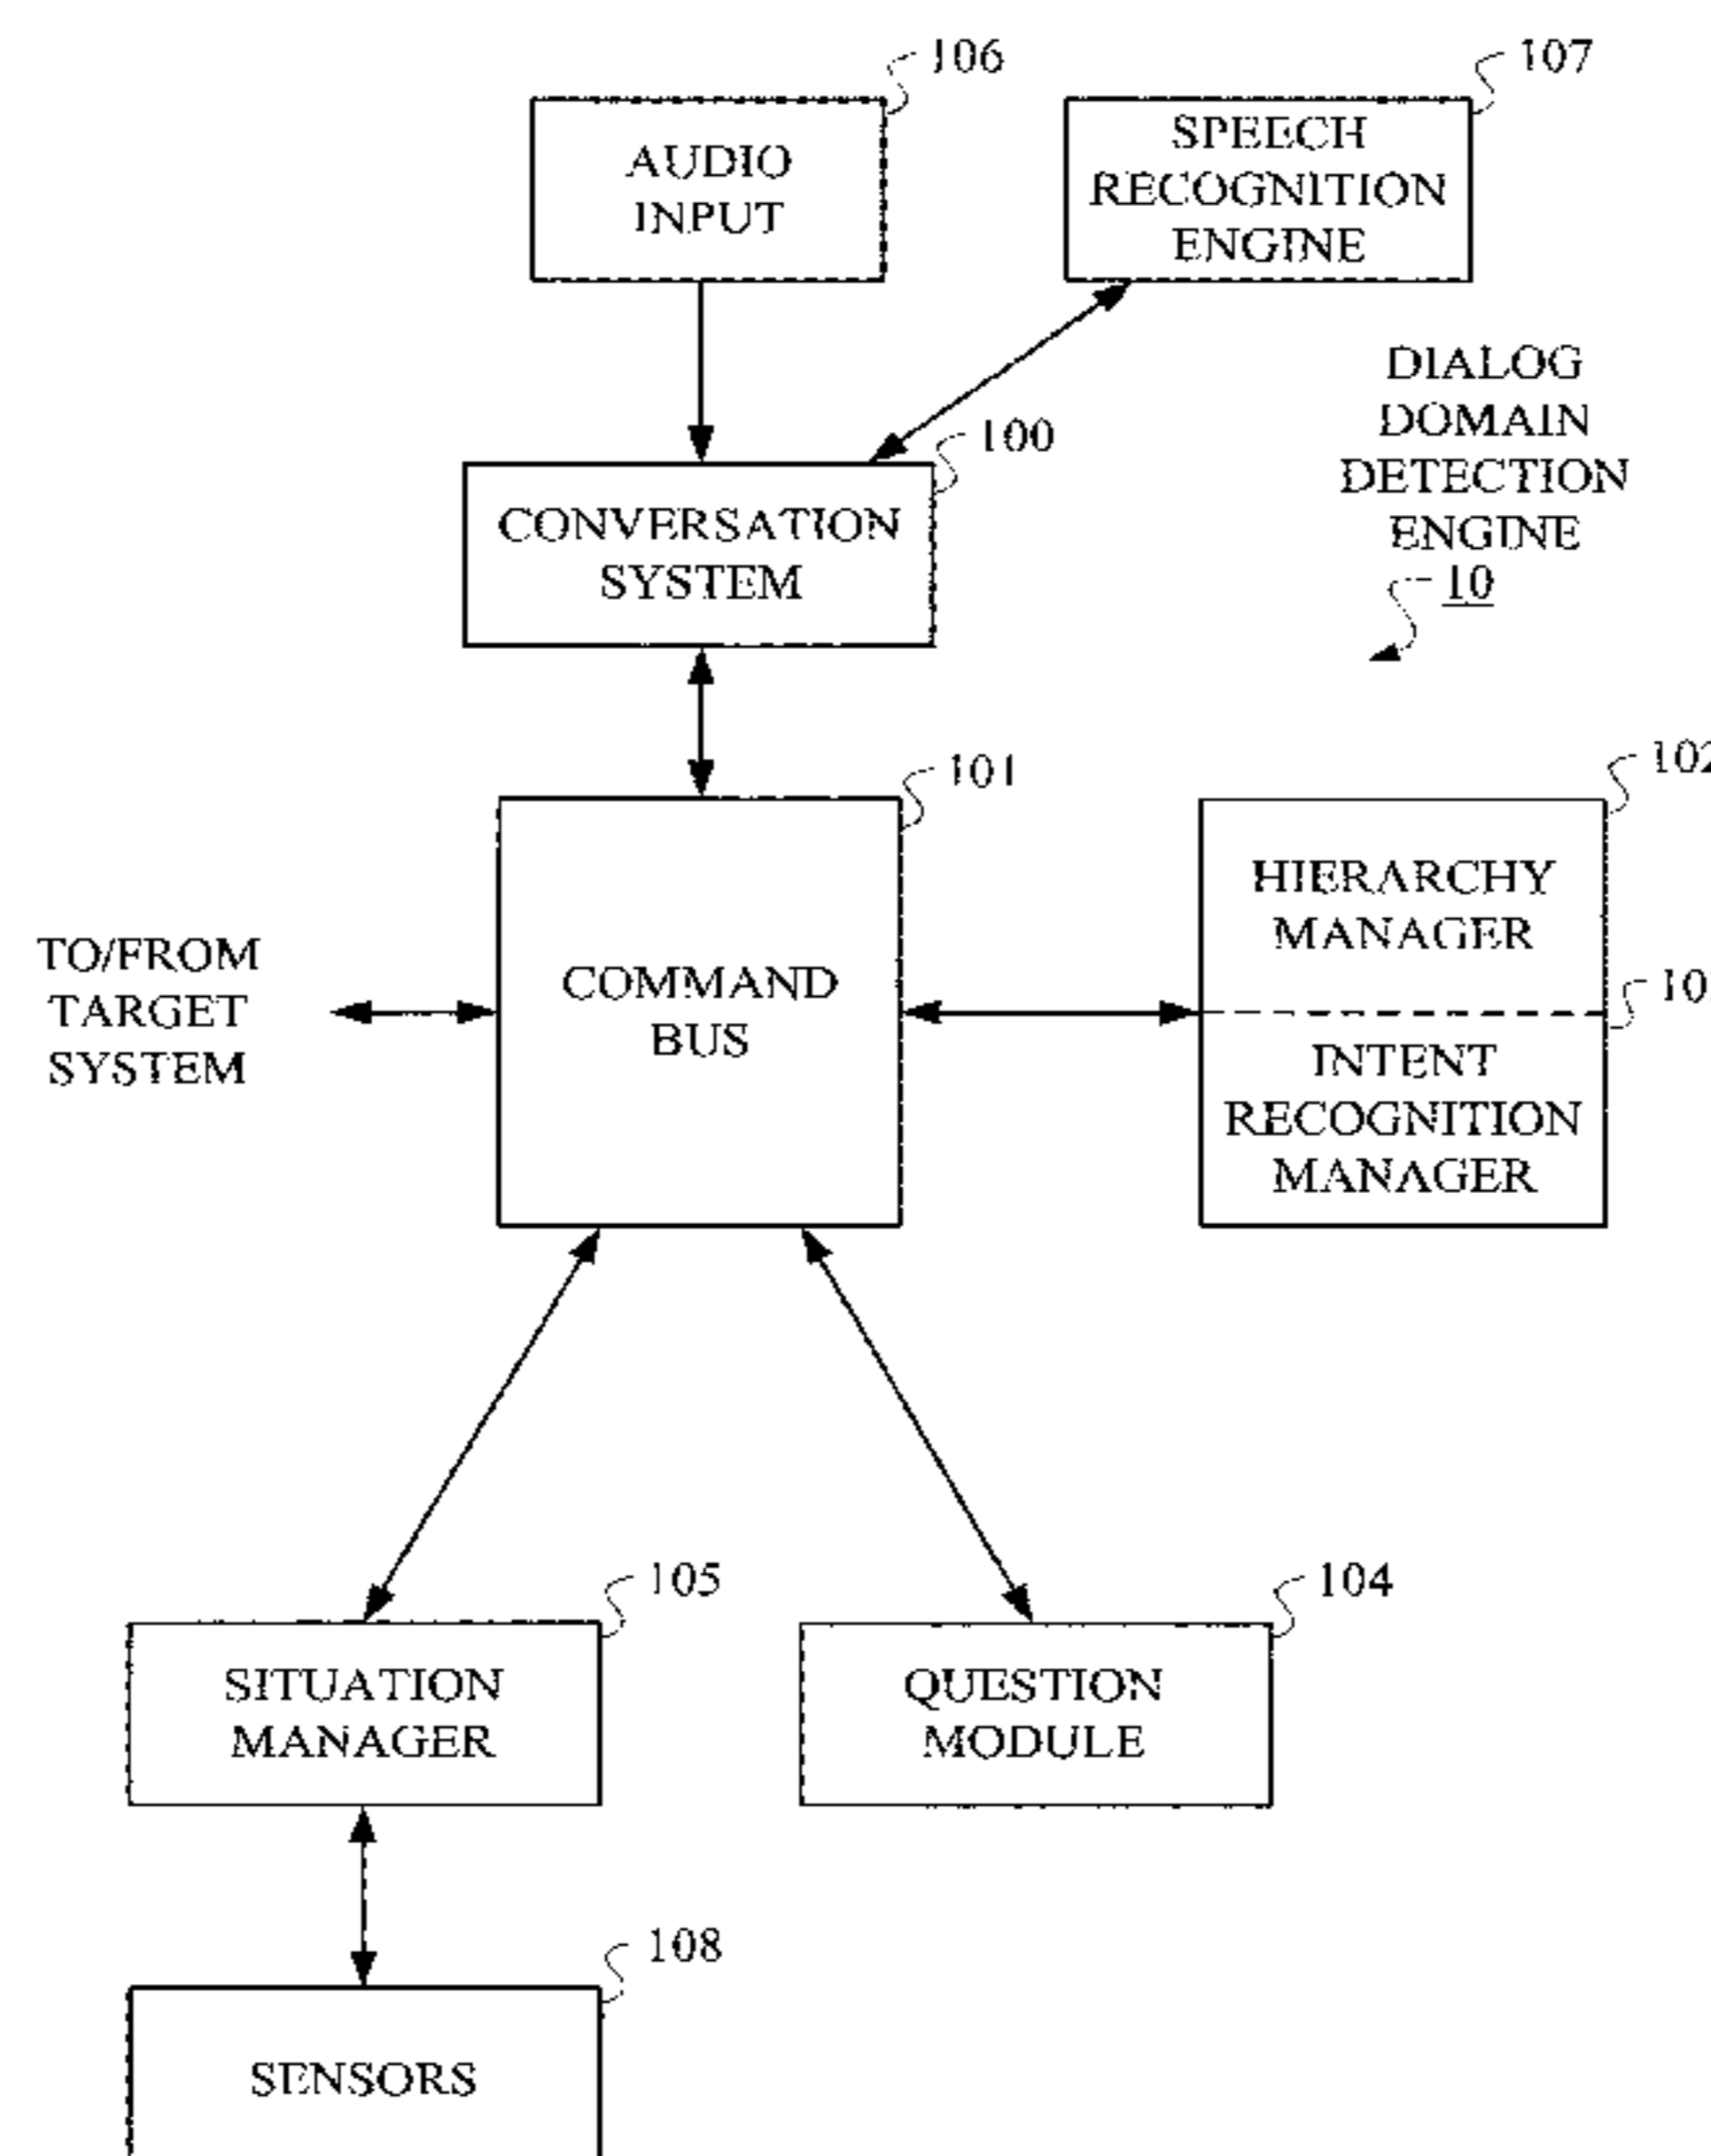 106
107
AUDIO
INPUT
SPEECH
RECOGNITION
ENGINE
DIALOG
DOMAIN
DETECTION
ENGINE
10
100
CONVERSATION
SYSTEM
101
102
HIERARCHY
MANAGER
TO/FROM
TARGET
SYSTEM
COMMAND
BUS
INTENT
RECOGNITION
MANAGER
105
104
SITUATION
MANAGER
QUESTION
MODULE
108
SENSORS